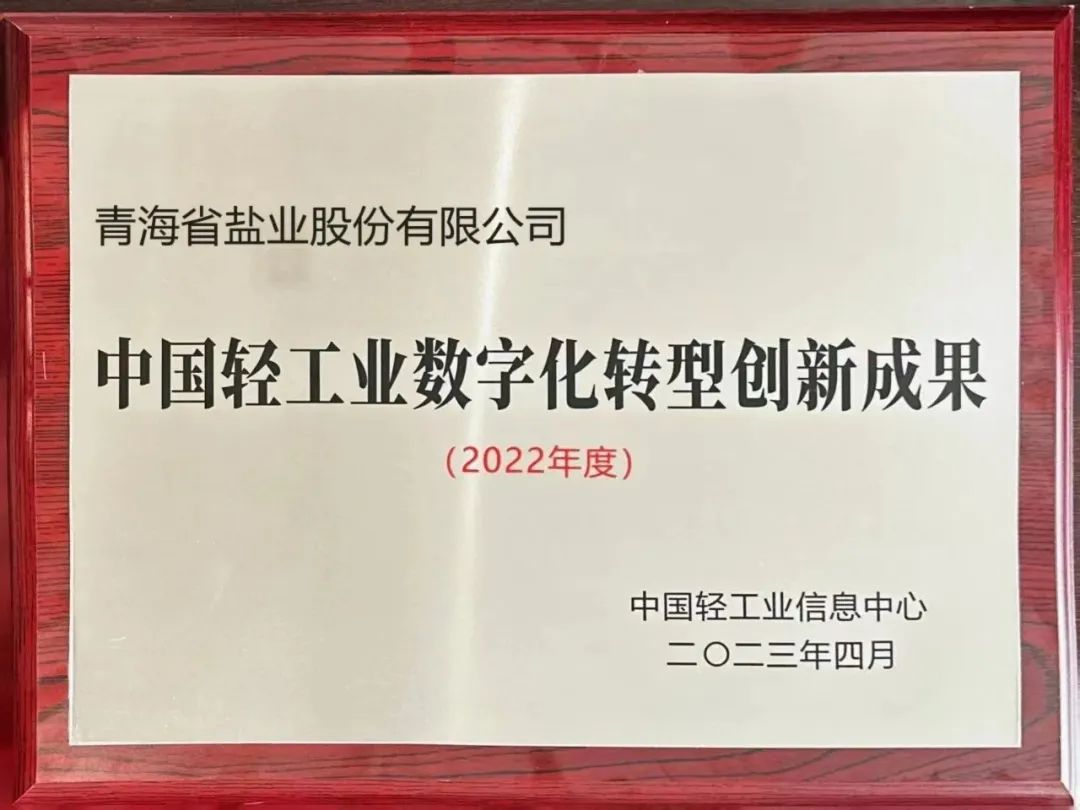 青海省盐业股份有限公司
中国轻工业数字化转型创新成果
（2022年度）
中国轻工业信息中心
二〇二三年四月